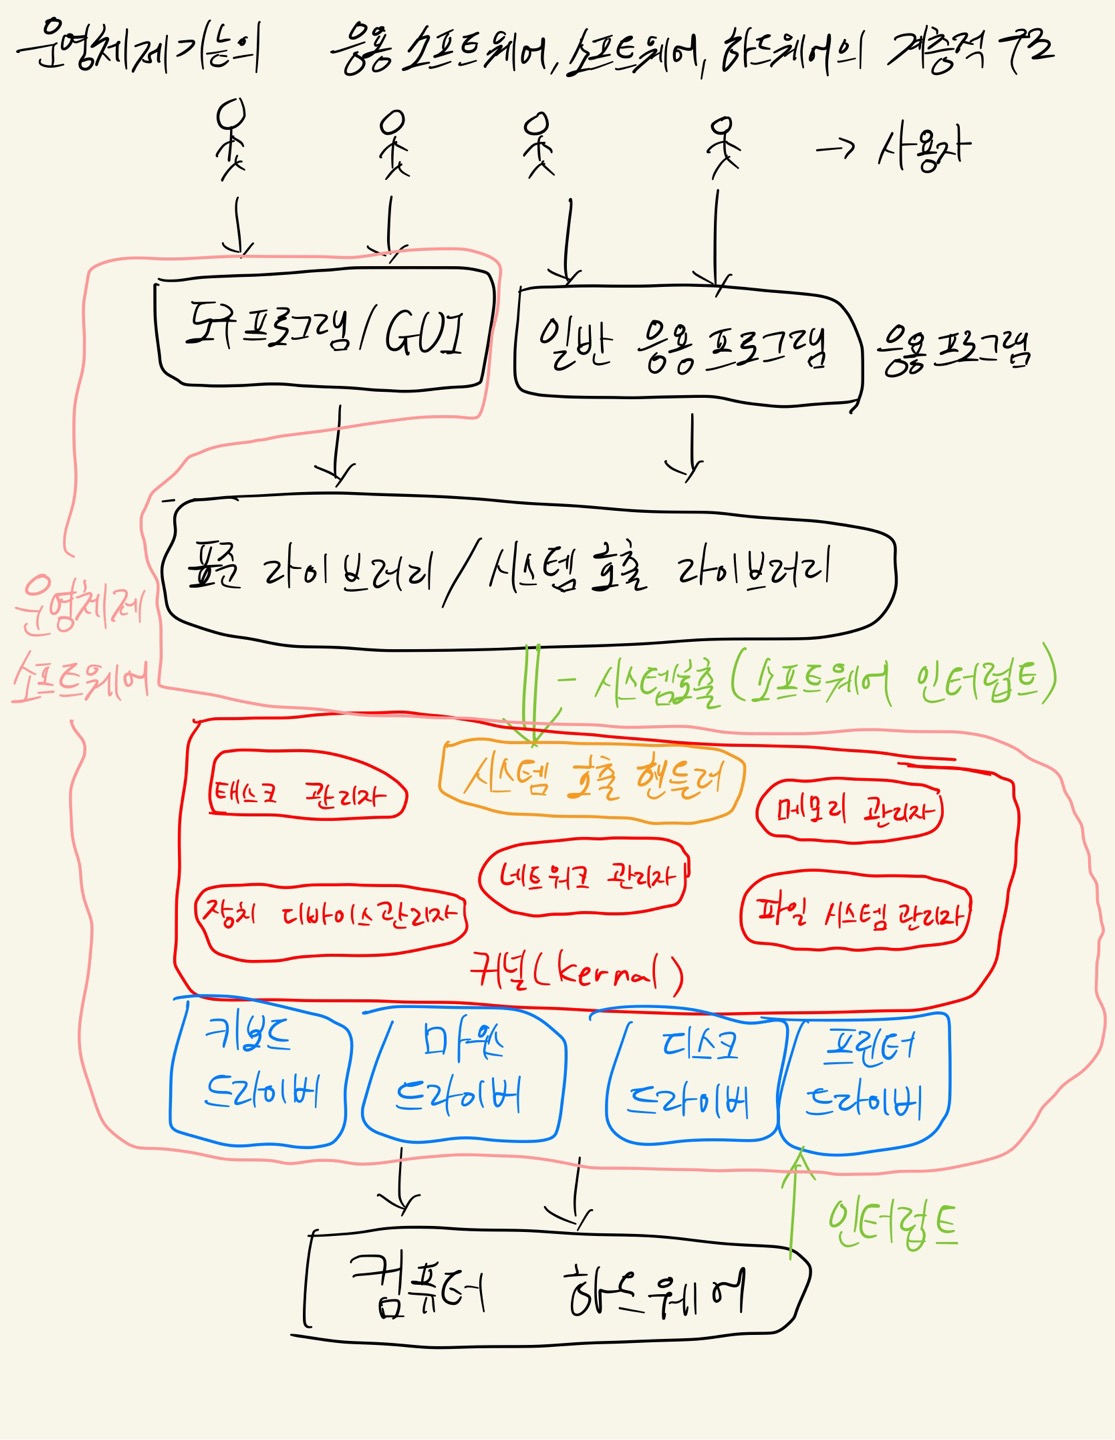 운영체제 기능의 응용 소프트웨어, 소프트웨어, 하드웨어의 계층적 구조
→ 사용자
도구프로그램/GUI
일반 응용프로그램
응용프로그램
표준 라이브러리/시스템 호출 라이브러리
운영체제
소프트웨어
- 시스템호출(소프트웨어 인터럽트)
시스템 호출 핸들러
태스크 관리자
메모리 관리자
네트워크 관리자
장치 디바이스관리자
파일 시스템 관리자
커널(kernal)
키보드
드라이버
마우스
드라이버
디스크
드라이버
프린터
드라이버
인터럽트
컴퓨터 하드웨어